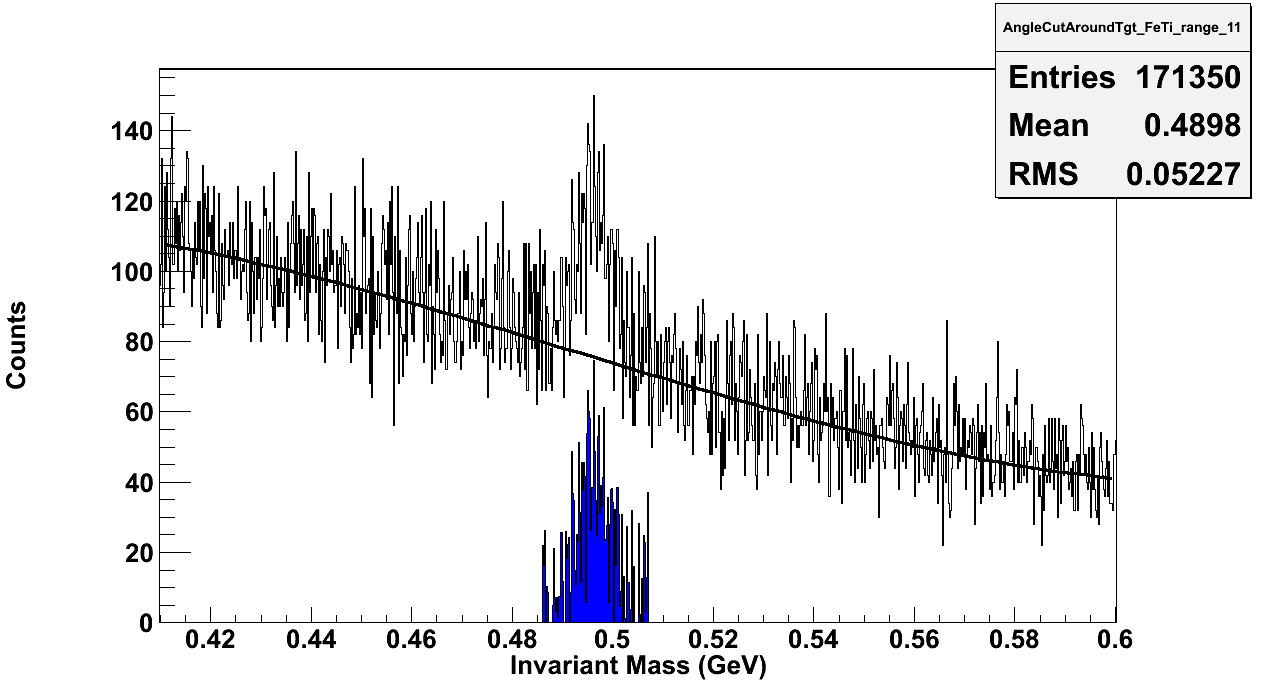 AngleCutAroundTgt_FeTi_range_11
Entries 171350
Mean 0.4898
RMS 0.05227
140
120
100
80
60
40
20
0
Counts
0.42 0.44 0.46 0.48 0.5 0.52 0.54 0.56 0.58 0.6
Invariant Mass (GeV)